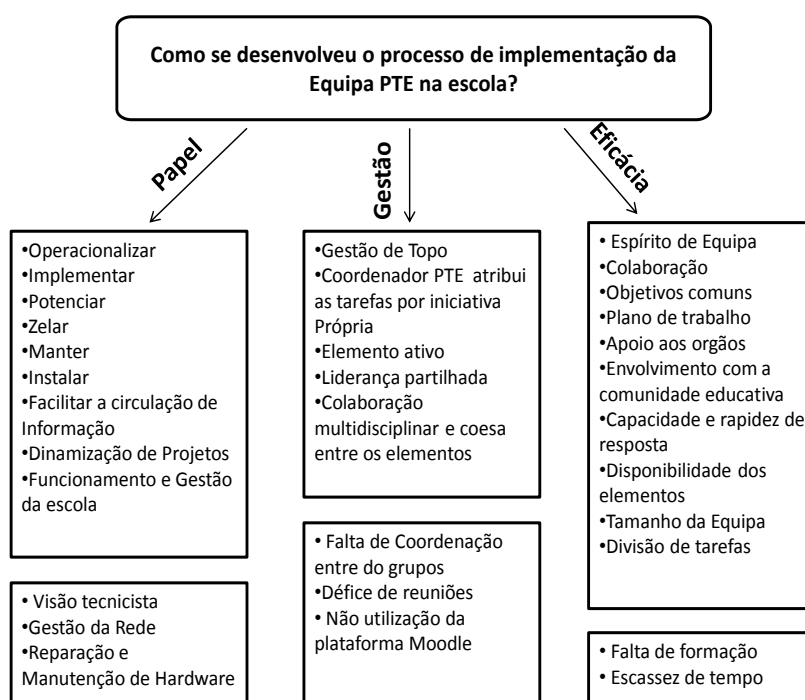 Como se desenvolveu o processo de implementação da
Equipa PTE na escola?
Papel
Gestão
Eficácia
•Operacionalizar
•Implementar
•Potenciar
•Zelar
•Manter
•Instalar
•Facilitar a circulação de
Informação
•Dinamização de Projetos
•Funcionamento e Gestão
da escola
•Gestão de Topo
•Coordenador PTE atribui
as tarefas por iniciativa
Própria
•Elemento ativo
•Liderança partilhada
•Colaboração
multidisciplinar e coesa
entre os elementos
• Espírito de Equipa
•Colaboração
•Objetivos comuns
•Plano de trabalho
•Apoio aos orgãos
•Envolvimento com a
comunidade educativa
•Capacidade e rapidez de
resposta
•Disponibilidade dos
elementos
•Tamanho da Equipa
•Divisão de tarefas
• Visão tecnicista
•Gestão da Rede
•Reparação e
Manutenção de Hardware
• Falta de Coordenação
entre do grupos
•Défice de reuniões
• Não utilização da
plataforma Moodle
• Falta de formação
• Escassez de tempo